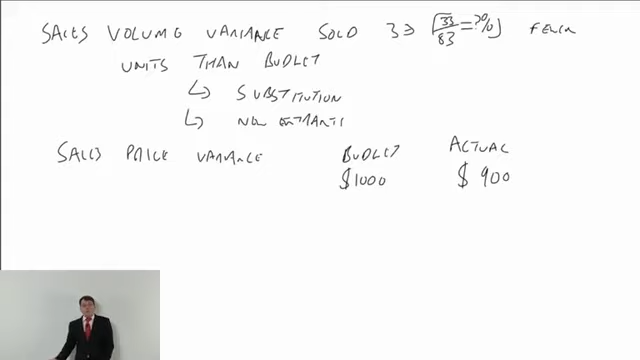 SALES VOLUME VARIANCE SOLD 33 [33/83 = ?%] FEWER
UNITS THAN BUDGET
↳ SUBSTITUTION
↳ NEW ENTRANTS
SALES PRICE VARIANCE BUDGET ACTUAL
$1000 $900